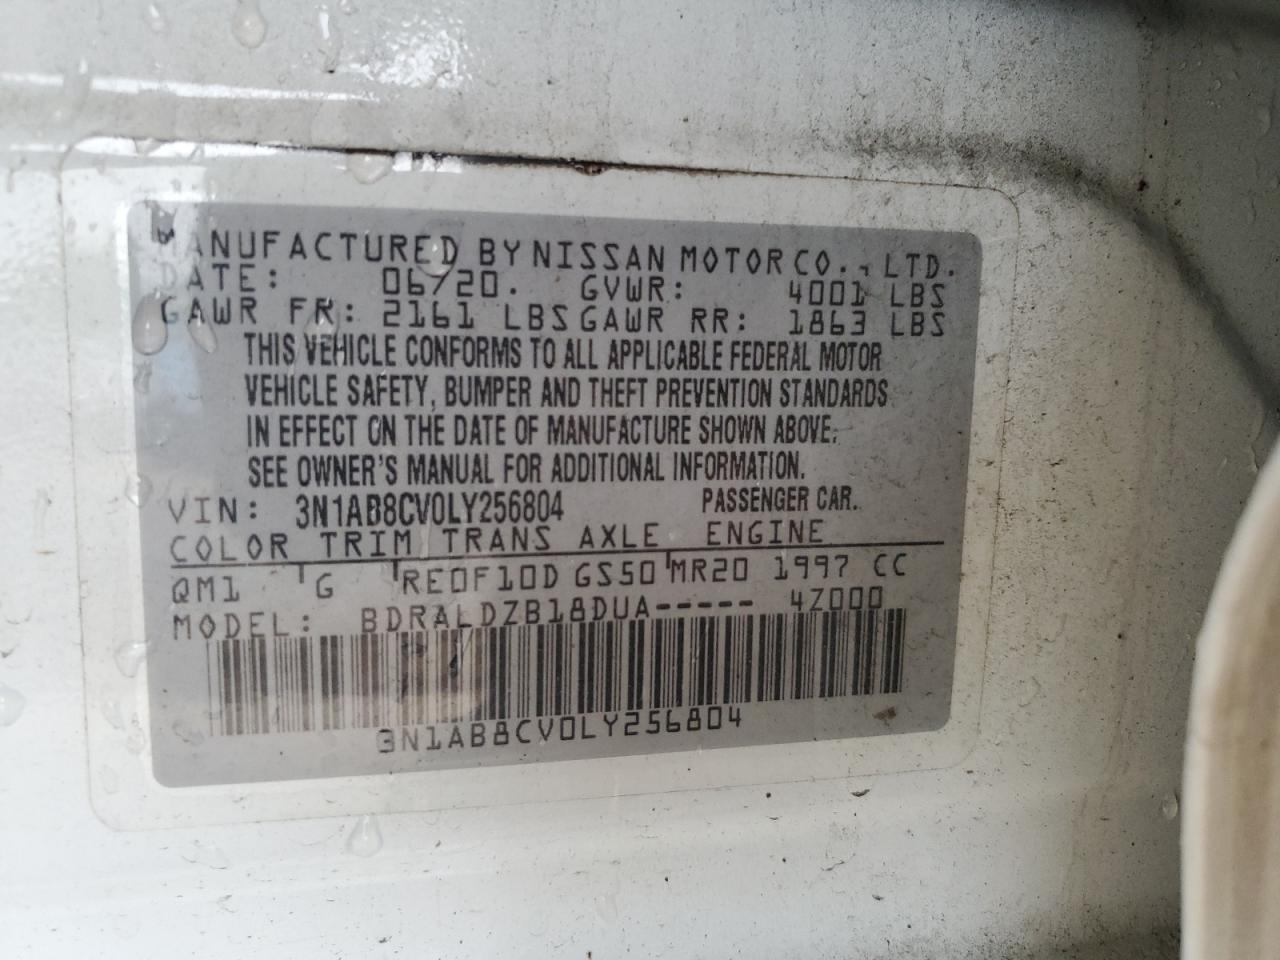 MANUFACTURED BY NISSAN MOTOR CO., LTD.
DATE: 06/20. GVWR: 4001 LBS
GAWR FR: 2161 LBS GAWR RR: 1863 LBS
THIS VEHICLE CONFORMS TO ALL APPLICABLE FEDERAL MOTOR
VEHICLE SAFETY, BUMPER AND THEFT PREVENTION STANDARDS
IN EFFECT ON THE DATE OF MANUFACTURE SHOWN ABOVE.
SEE OWNER'S MANUAL FOR ADDITIONAL INFORMATION.
VIN: 3N1AB8CV0LY256804 PASSENGER CAR.
COLOR TRIM TRANS AXLE ENGINE
QM1 G RE0F10D GS50 MR20 1997 CC
MODEL: BDRALDZB18DUA----- 4Z000
3N1AB8CV0LY256804